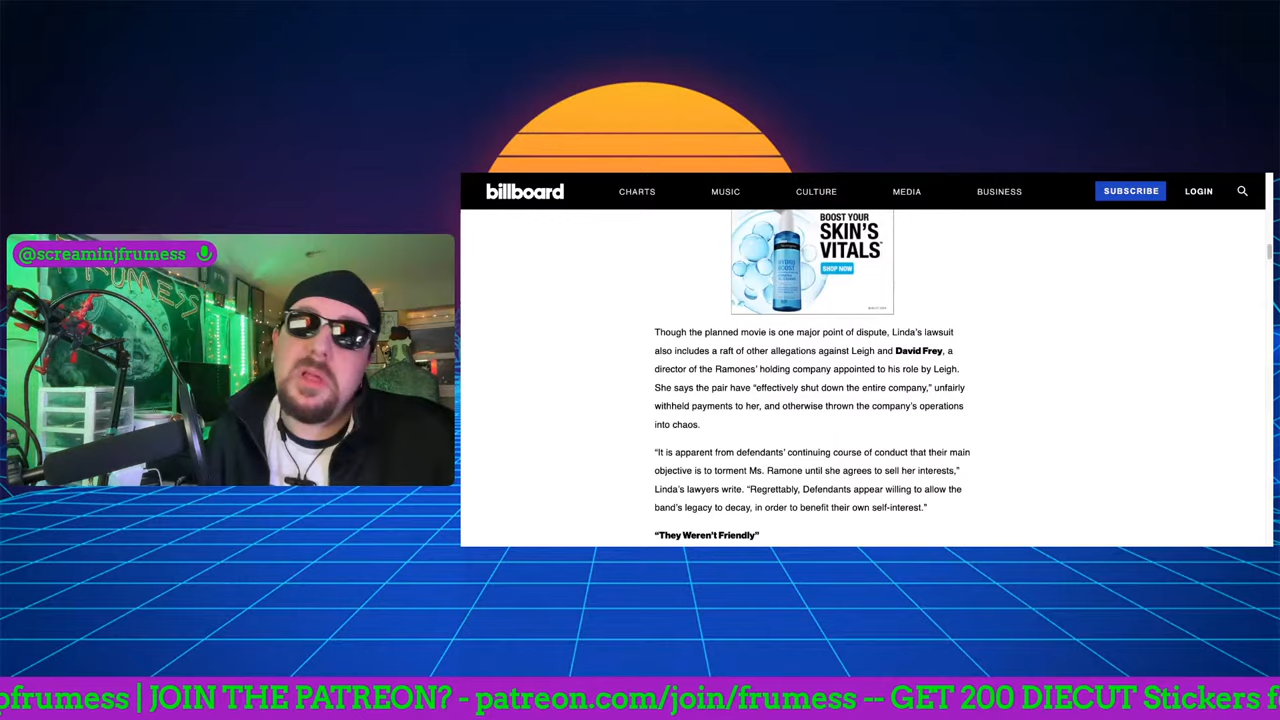 @screaminjfrumess
FRUMESS
billboard
CHARTS
MUSIC
CULTURE
MEDIA
BUSINESS
SUBSCRIBE
LOGIN
BOOST YOUR
SKIN'S
VITALS
SHOP NOW
HYDRO
BOOST
Though the planned movie is one major point of dispute, Linda’s lawsuit
also includes a raft of other allegations against Leigh and David Frey, a
director of the Ramones’ holding company appointed to his role by Leigh.
She says the pair have “effectively shut down the entire company,” unfairly
withheld payments to her, and otherwise thrown the company’s operations
into chaos.
“It is apparent from defendants’ continuing course of conduct that their main
objective is to torment Ms. Ramone until she agrees to sell her interests,”
Linda’s lawyers write. “Regrettably, Defendants appear willing to allow the
band’s legacy to decay, in order to benefit their own self-interest.”
“They Weren’t Friendly”
ofrumess | JOIN THE PATREON? - patreon.com/join/frumess -- GET 200 DIECUT Stickers f